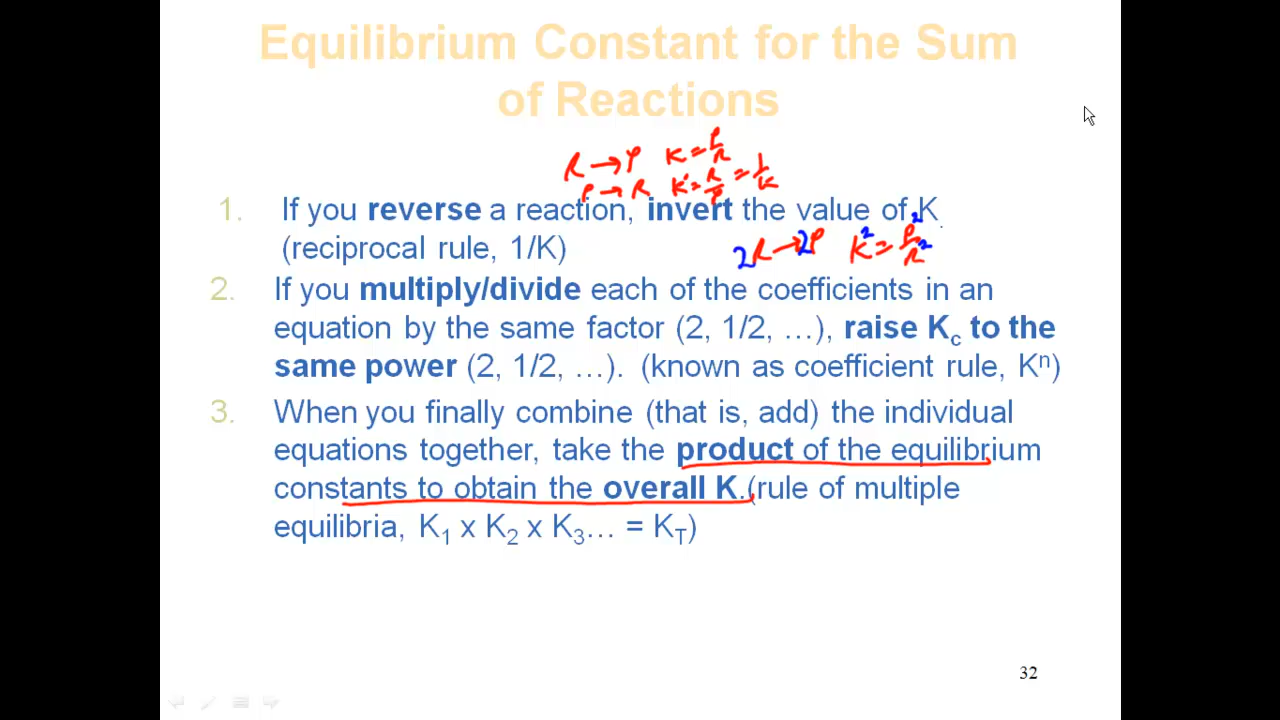 Equilibrium Constant for the Sum
of Reactions
R → P K = P/R
P → R K' = R/P = 1/K
1. If you reverse a reaction, invert the value of K
(reciprocal rule, 1/K)
2R → 2P K² = P²/R²
2. If you multiply/divide each of the coefficients in an
equation by the same factor (2, 1/2, …), raise Kc to the
same power (2, 1/2, …). (known as coefficient rule, Kⁿ)
3. When you finally combine (that is, add) the individual
equations together, take the product of the equilibrium
constants to obtain the overall K.(rule of multiple
equilibria, K₁ x K₂ x K₃… = K_T)
32